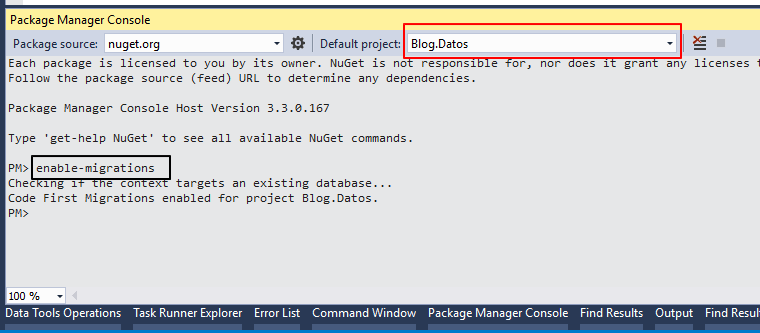 Package Manager Console
Package source: nuget.org Default project: Blog.Datos
Each package is licensed to you by its owner. NuGet is not responsible for, nor does it grant any licenses t
Follow the package source (feed) URL to determine any dependencies.
Package Manager Console Host Version 3.3.0.167
Type 'get-help NuGet' to see all available NuGet commands.
PM> enable-migrations
Checking if the context targets an existing database...
Code First Migrations enabled for project Blog.Datos.
PM>
100 %
Data Tools Operations Task Runner Explorer Error List Command Window Package Manager Console Find Results Output Find Resul